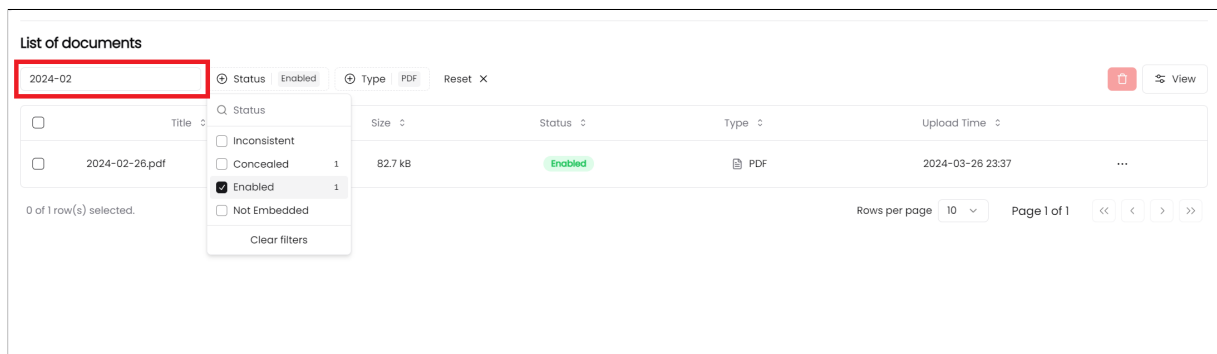 List of documents
2024-02 Status Enabled Type PDF Reset View
Status
Title Size Status Type Upload Time
Inconsistent
2024-02-26.pdf Concealed 1 82.7 kB Enabled PDF 2024-03-26 23:37
Enabled 1
0 of 1 row(s) selected. Not Embedded Rows per page 10 Page 1 of 1
Clear filters